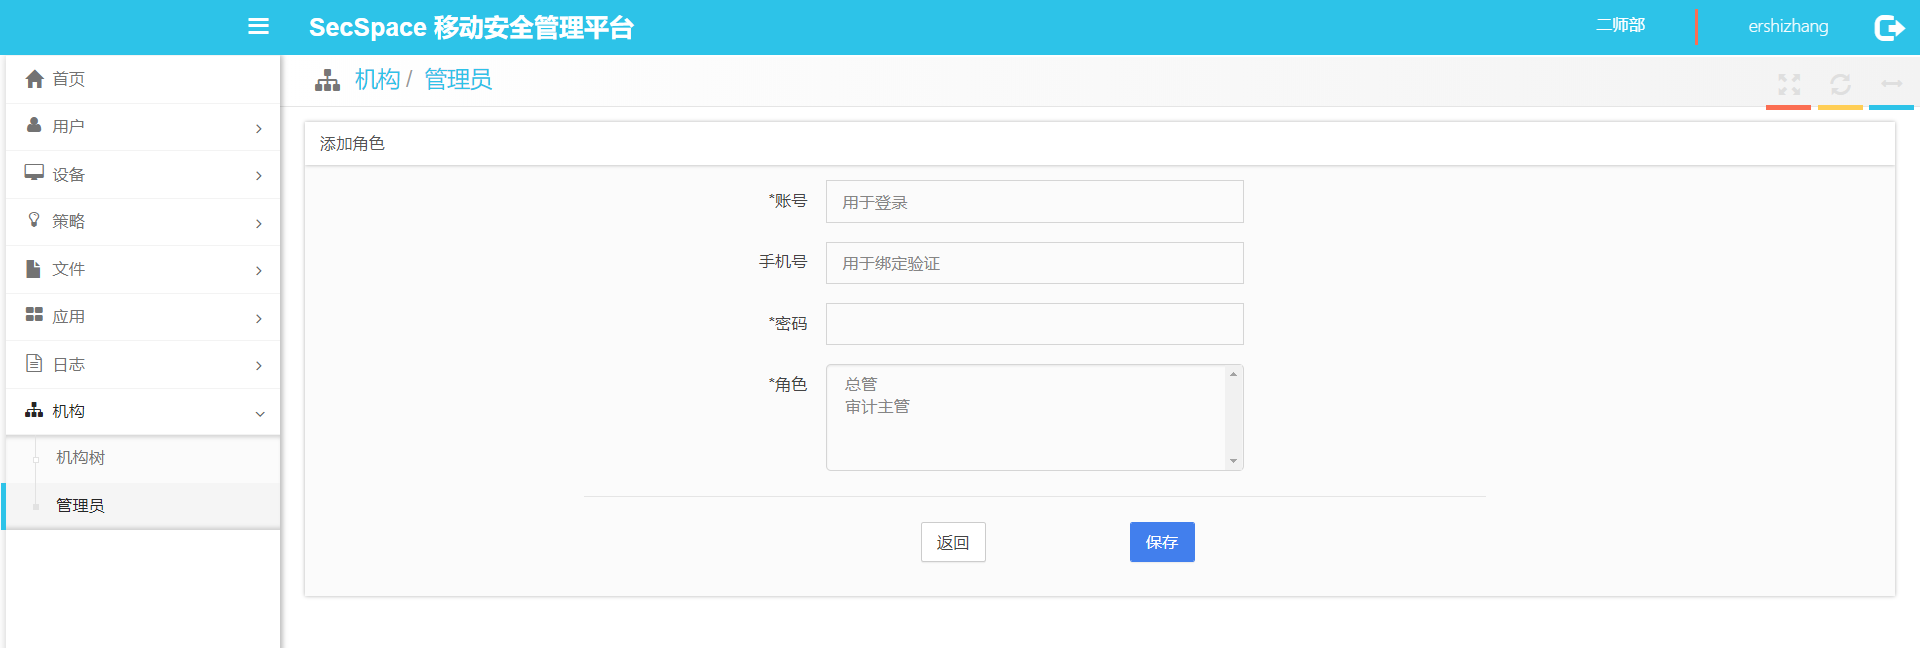 SecSpace 移动安全管理平台
二师部
ershizhang
首页
用户
设备
策略
文件
应用
日志
机构
机构树
管理员
机构 / 管理员
添加角色
*账号
用于登录
手机号
用于绑定验证
*密码
*角色
总管
审计主管
返回
保存